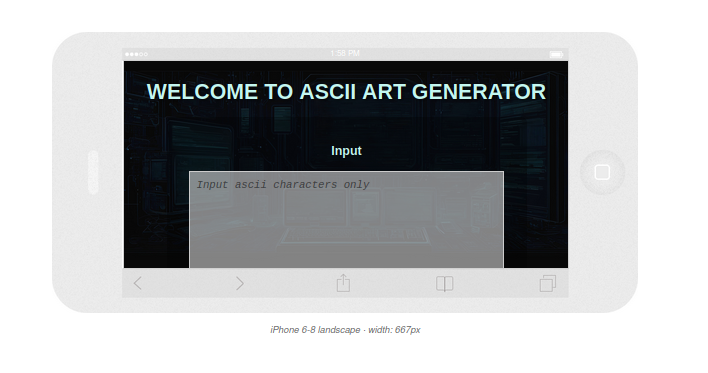 1:58 PM
WELCOME TO ASCII ART GENERATOR
Input
Input ascii characters only
iPhone 6-8 landscape - width: 667px